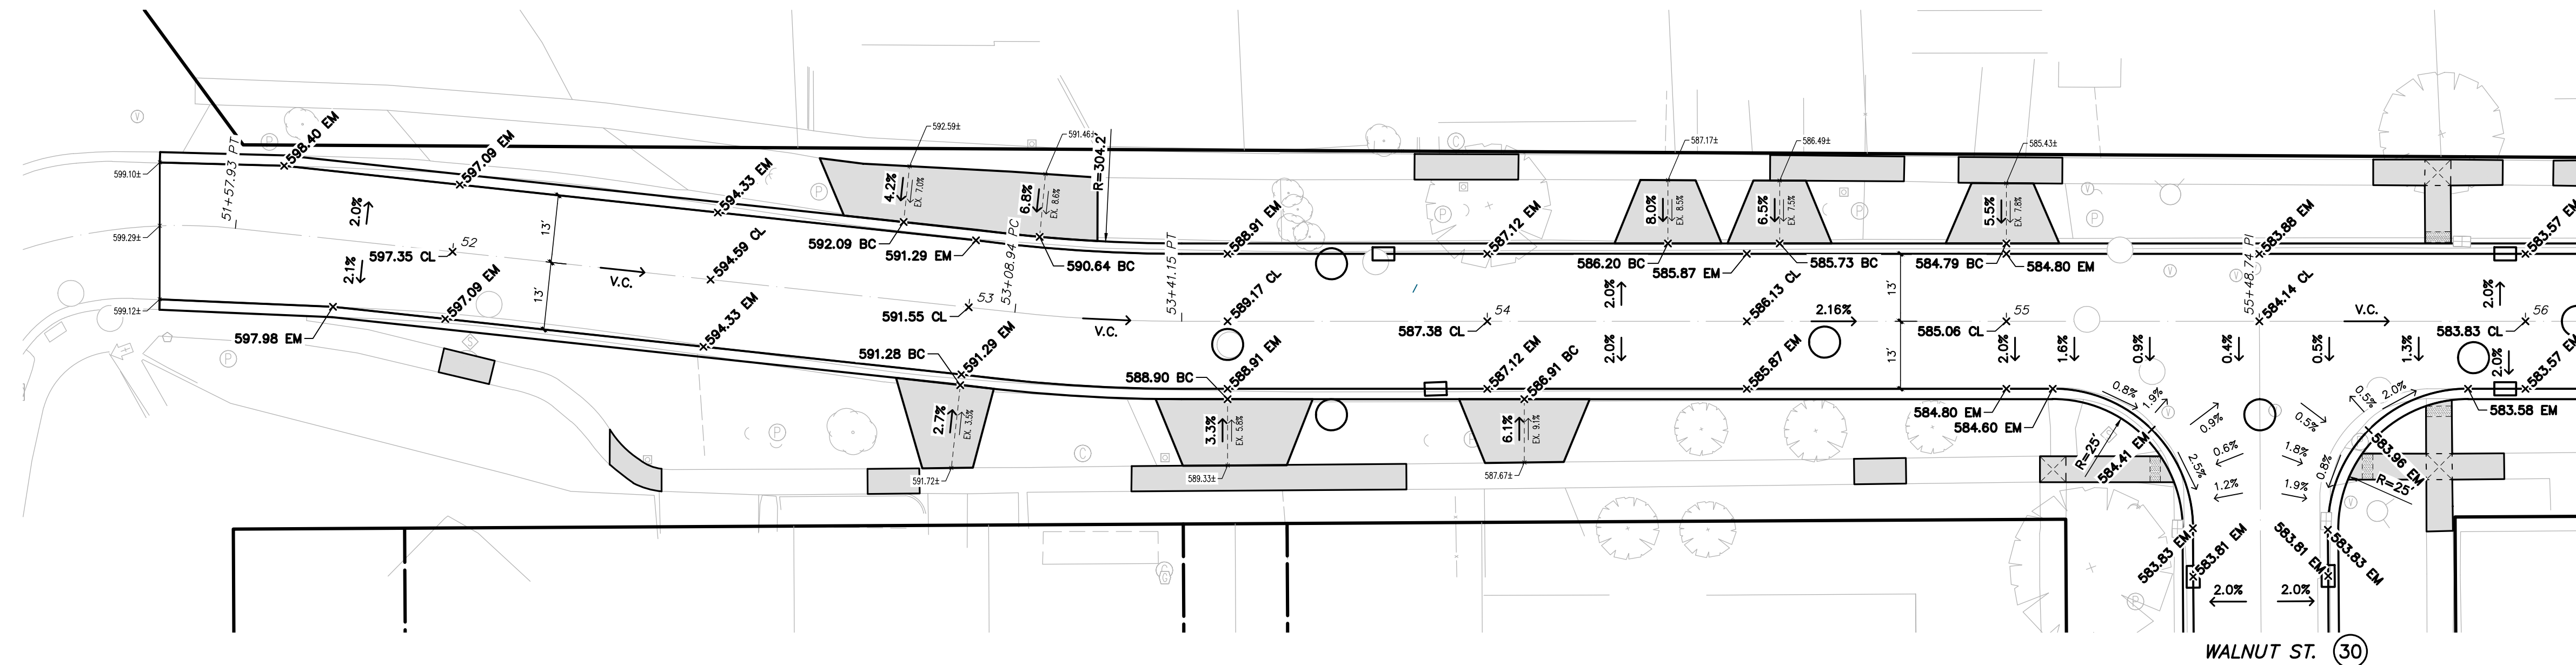 598.40 EM
597.09 EM
594.33 EM
592.59±
591.46±
R=304.2'
587.17±
586.49±
585.43±
599.10±
51+57.93 PT
2.0%
13'
4.2%
EX. 7.0%
6.8%
EX. 8.6%
53+08.94 PC
53+41.15 PT
588.91 EM
587.12 EM
8.0%
EX. 8.5%
6.5%
EX. 7.5%
5.5%
EX. 7.8%
583.88 EM
583.57 EM
599.29±
597.35 CL
52
594.59 CL
592.09 BC
591.29 EM
590.64 BC
586.20 BC
585.87 EM
585.73 BC
584.79 BC
584.80 EM
55+48.74 PI
2.1%
597.09 EM
13'
V.C.
591.55 CL
53
V.C.
589.17 CL
587.38 CL
54
2.0%
586.13 CL
2.16%
13'
585.06 CL
55
584.14 CL
V.C.
2.0%
583.83 CL
56
599.12±
597.98 EM
594.33 EM
591.28 BC
591.29 EM
588.90 BC
588.91 EM
587.12 EM
586.91 BC
2.0%
585.87 EM
13'
2.0%
1.6%
0.9%
0.4%
0.5%
1.3%
2.0%
583.57 EM
2.7%
EX. 3.5%
3.3%
EX. 5.8%
6.1%
EX. 9.1%
584.80 EM
584.60 EM
0.8%
1.9%
0.9%
0.5%
0.5%
2.0%
583.58 EM
591.72±
589.33±
587.67±
R=25'
584.41 EM
2.5%
0.6%
1.2%
1.8%
1.9%
0.8%
583.96 EM
R=25'
583.83 EM
583.81 EM
583.81 EM
583.83 EM
2.0%
2.0%
WALNUT ST. 30
V
P
P
P
C
P
P
V
P
V
V
V
P
S
P
C
P
V
V
C
G
P